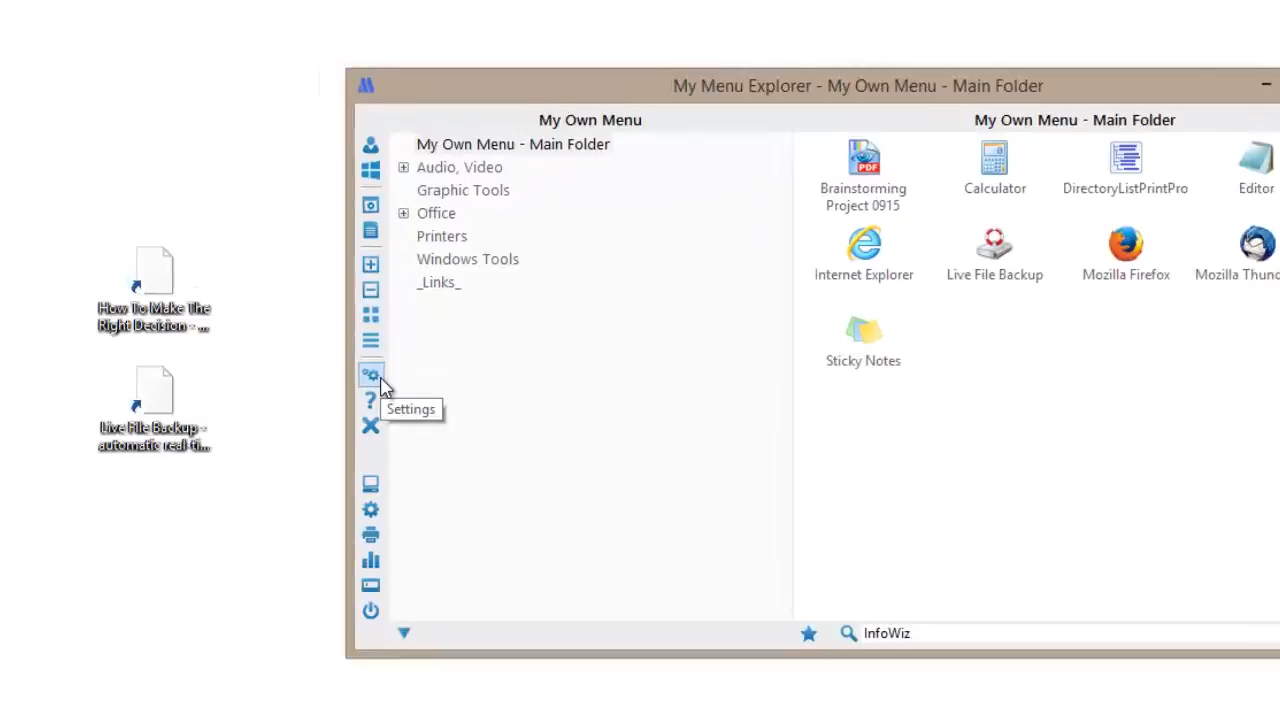 My Menu Explorer - My Own Menu - Main Folder
My Own Menu
My Own Menu - Main Folder
My Own Menu - Main Folder
Audio, Video
Graphic Tools
Office
Printers
Windows Tools
_Links_
Brainstorming
Project 0915
Calculator
DirectoryListPrintPro
Editor
Internet Explorer
Live File Backup
Mozilla Firefox
Mozilla Thund
Sticky Notes
How To Make The
Right Decision - ...
Live File Backup -
automatic real-ti...
Settings
InfoWiz
PDF